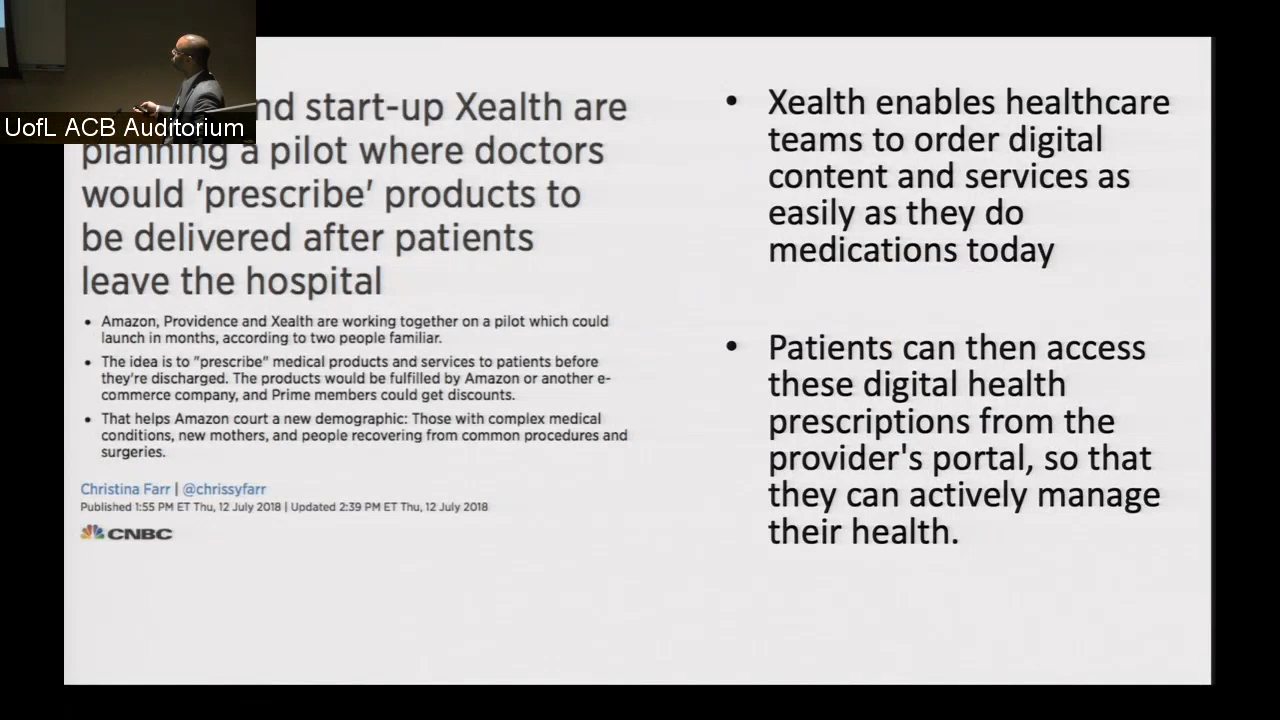 UofL ACB Auditorium
nd start-up Xealth are
planning a pilot where doctors
would 'prescribe' products to
be delivered after patients
leave the hospital
• Amazon, Providence and Xealth are working together on a pilot which could
launch in months, according to two people familiar.
• The idea is to "prescribe" medical products and services to patients before
they're discharged. The products would be fulfilled by Amazon or another e-
commerce company, and Prime members could get discounts.
• That helps Amazon court a new demographic: Those with complex medical
conditions, new mothers, and people recovering from common procedures and
surgeries.
Christina Farr | @chrissyfarr
Published 1:55 PM ET Thu, 12 July 2018 | Updated 2:39 PM ET Thu, 12 July 2018
CNBC
• Xealth enables healthcare
teams to order digital
content and services as
easily as they do
medications today
• Patients can then access
these digital health
prescriptions from the
provider's portal, so that
they can actively manage
their health.